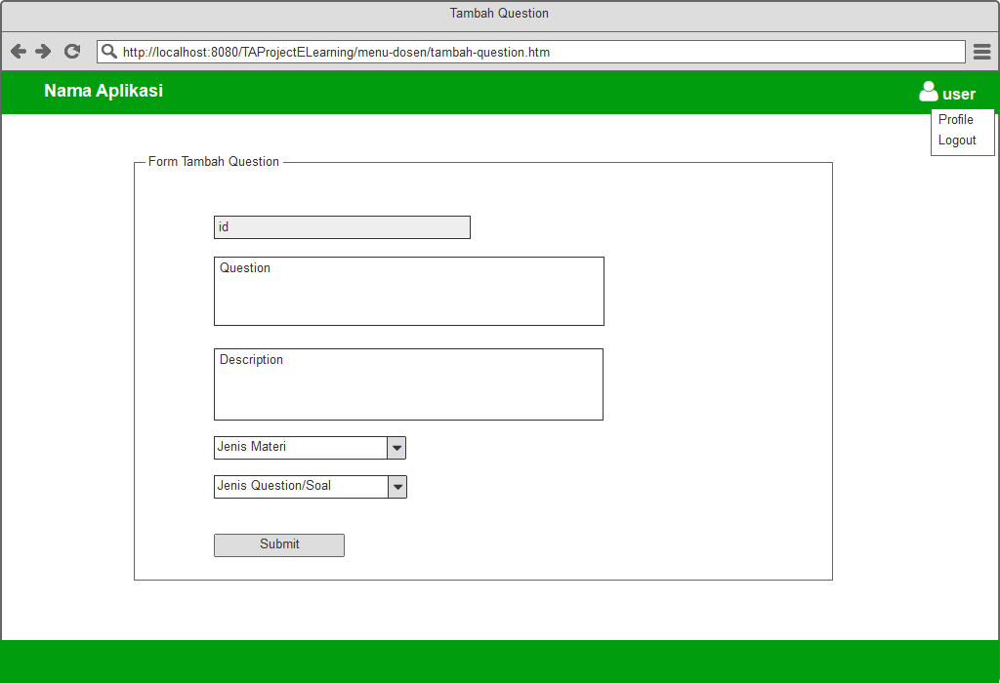 Tambah Question
http://localhost:8080/TAProjectELearning/menu-dosen/tambah-question.htm
Nama Aplikasi
user
Profile
Logout
Form Tambah Question
id
Question
Description
Jenis Materi
Jenis Question/Soal
Submit